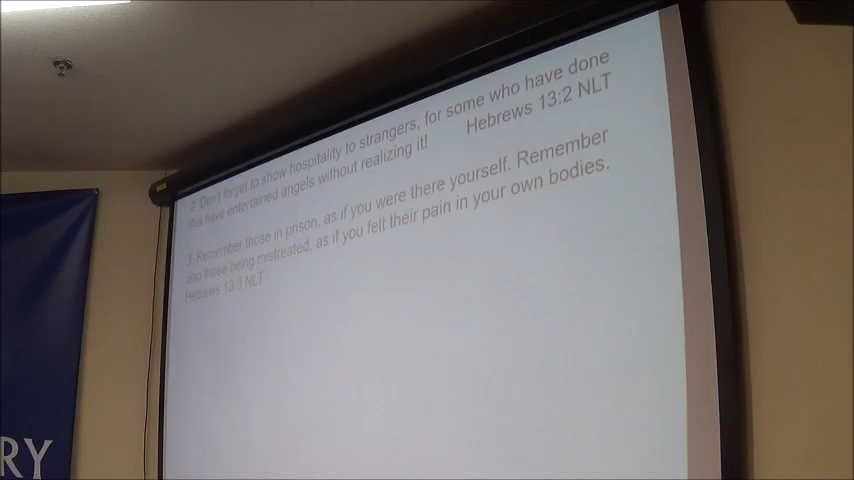 2 Don't forget to show hospitality to strangers, for some who have done
this have entertained angels without realizing it! Hebrews 13:2 NLT
3 Remember those in prison, as if you were there yourself. Remember
also those being mistreated, as if you felt their pain in your own bodies.
Hebrews 13:3 NLT
RY